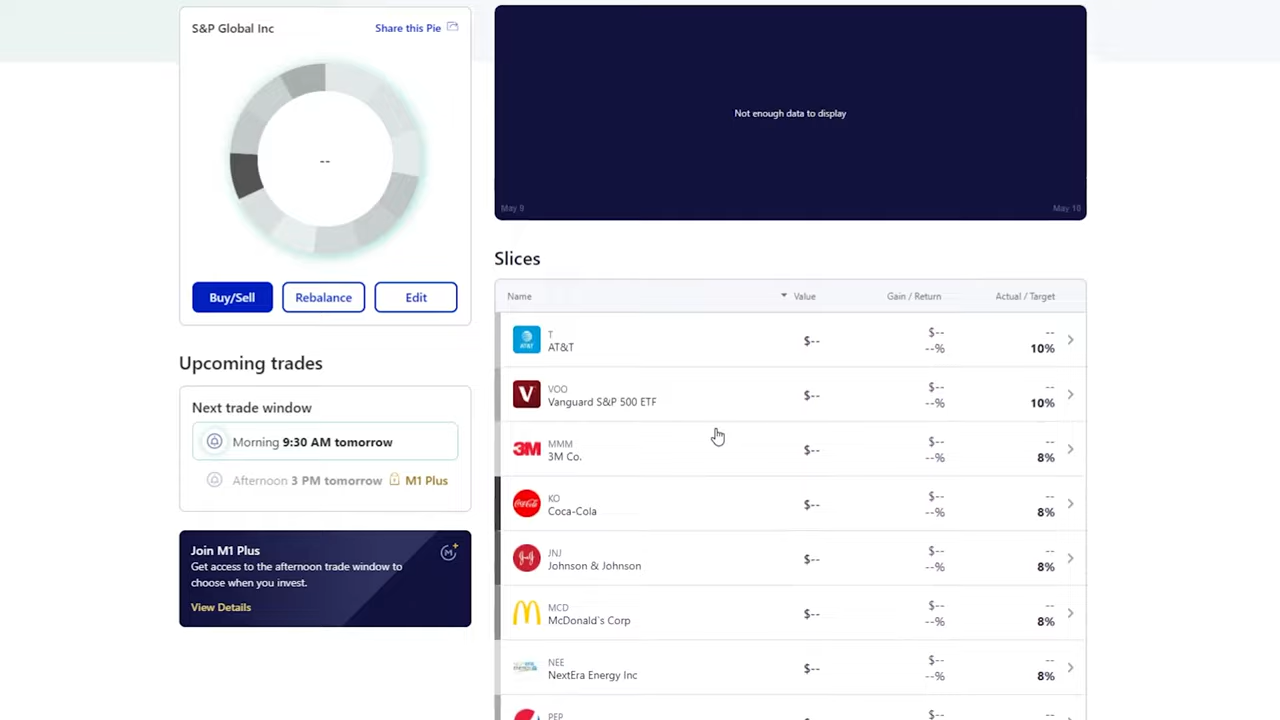 S&P Global Inc
Share this Pie
--
Buy/Sell
Rebalance
Edit
Upcoming trades
Next trade window
Morning 9:30 AM tomorrow
Afternoon 3 PM tomorrow M1 Plus
Join M1 Plus
Get access to the afternoon trade window to
choose when you invest.
View Details
Not enough data to display
May 9
May 10
Slices
Name Value Gain / Return Actual / Target
T
AT&T
AT&T
$--
$--
--%
--
10%
V
VOO
Vanguard S&P 500 ETF
$--
$--
--%
--
10%
3M
MMM
3M Co.
$--
$--
--%
--
8%
KO
Coca-Cola
$--
$--
--%
--
8%
JNJ
Johnson & Johnson
$--
$--
--%
--
8%
MCD
McDonald's Corp
$--
$--
--%
--
8%
NEE
NextEra Energy Inc
$--
$--
--%
--
8%
PEP
$--
--